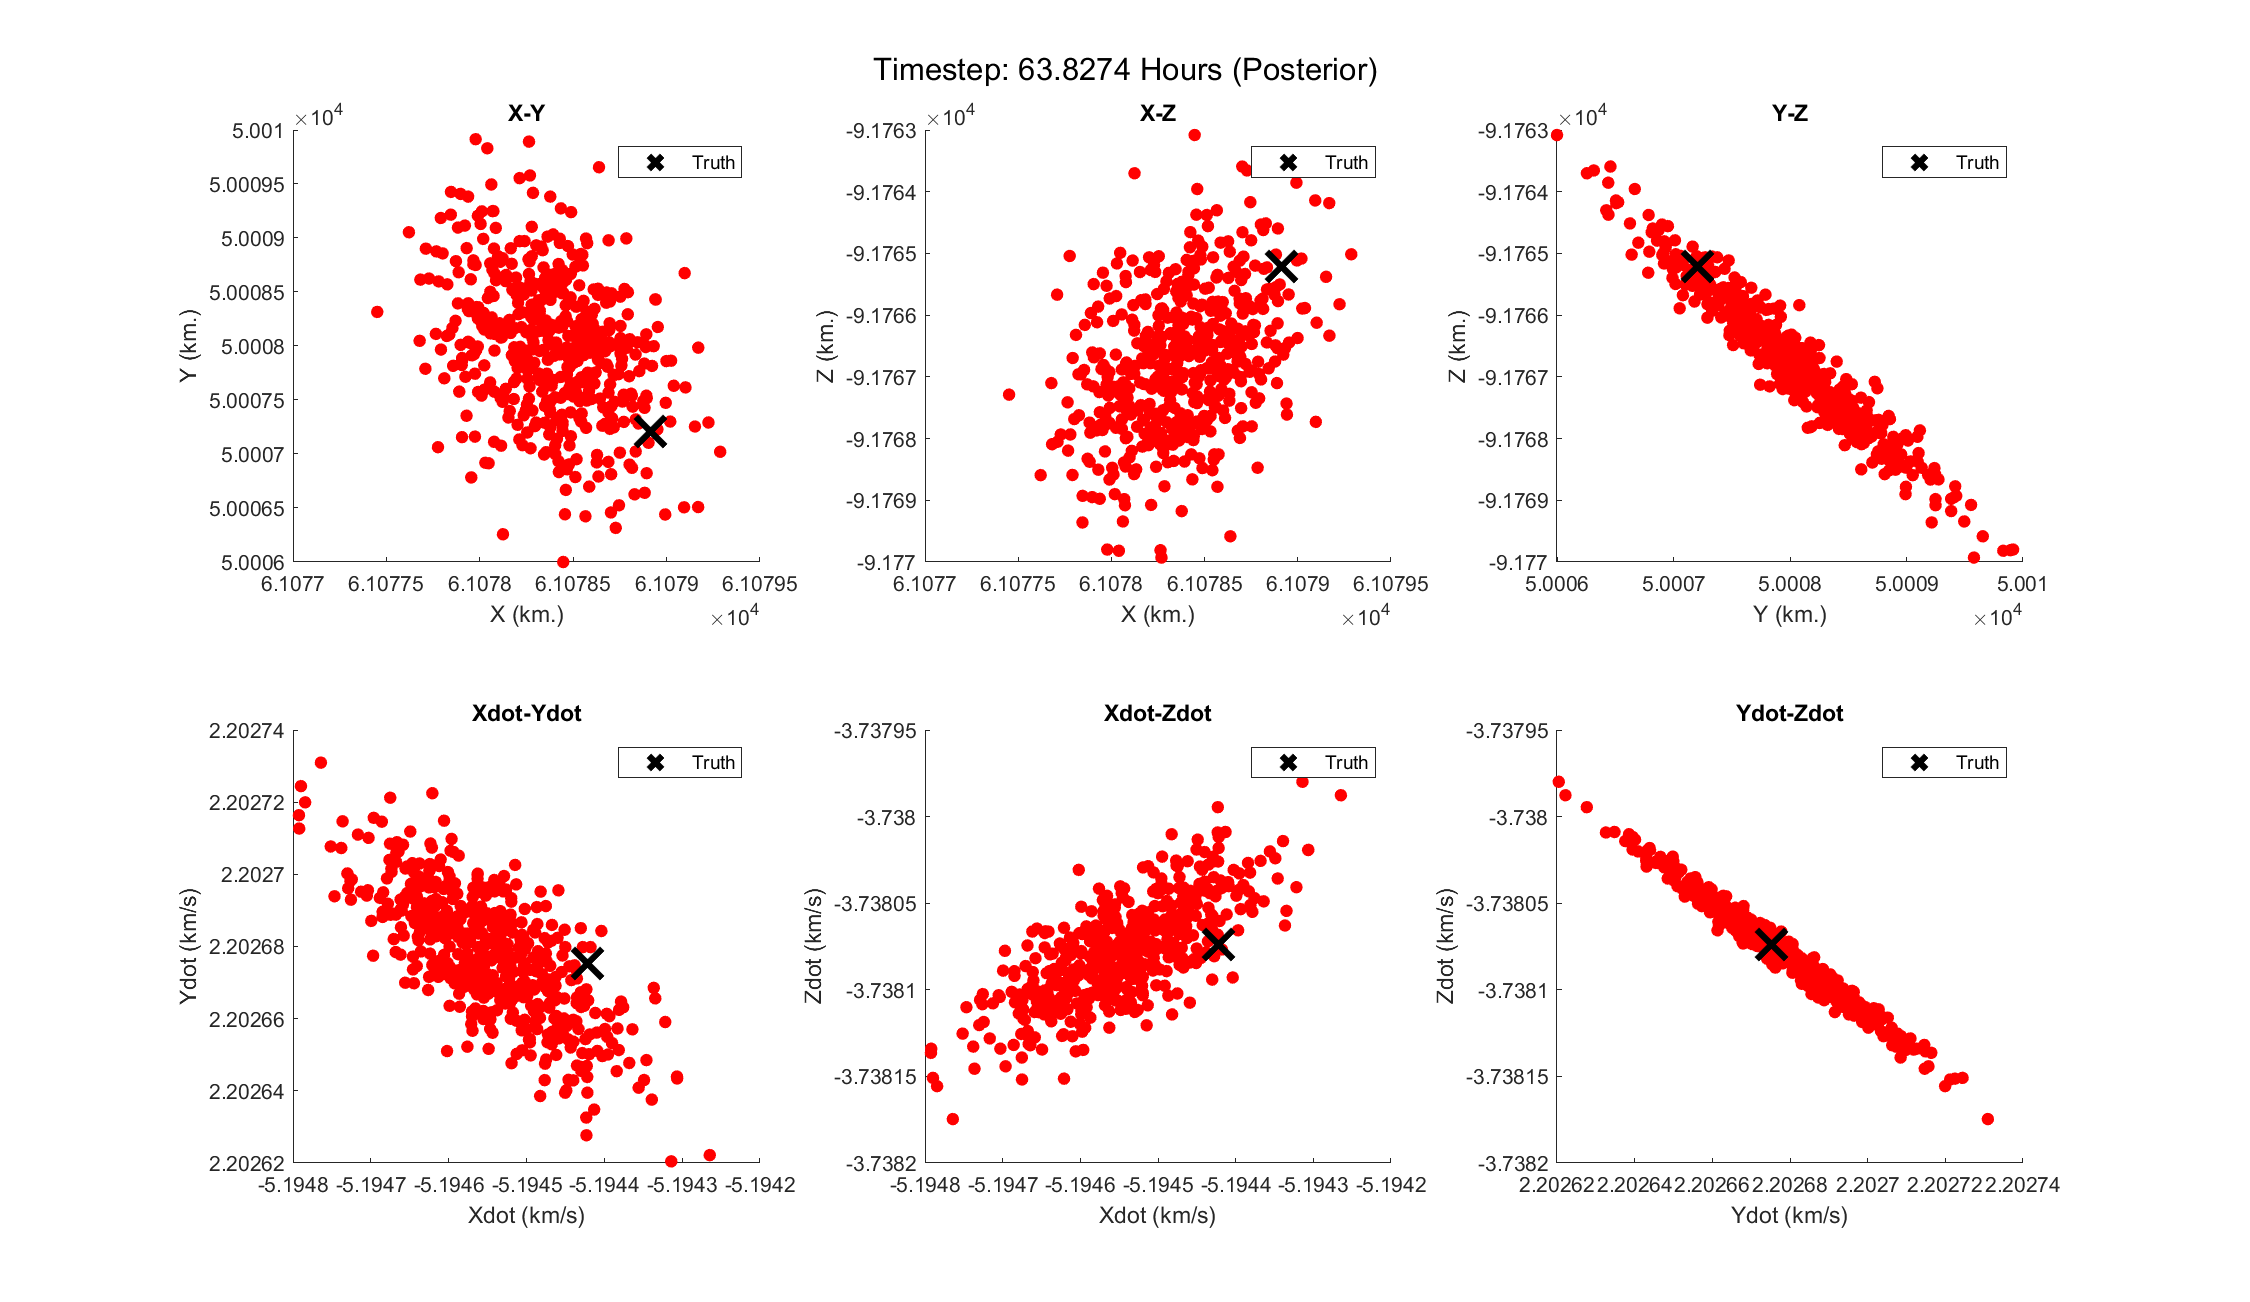 Timestep: 63.8274 Hours (Posterior)
X-Y
×10^4
5.001
5.00095
5.0009
5.00085
5.0008
5.00075
5.0007
5.00065
5.0006
Y (km.)
Truth
6.1077 6.10775 6.1078 6.10785 6.1079 6.10795
X (km.)
×10^4
X-Z
×10^4
-9.1763
-9.1764
-9.1765
-9.1766
-9.1767
-9.1768
-9.1769
-9.177
Z (km.)
Truth
6.1077 6.10775 6.1078 6.10785 6.1079 6.10795
X (km.)
×10^4
Y-Z
×10^4
-9.1763
-9.1764
-9.1765
-9.1766
-9.1767
-9.1768
-9.1769
-9.177
Z (km.)
Truth
5.0006 5.0007 5.0008 5.0009 5.001
Y (km.)
×10^4
Xdot-Ydot
2.20274
2.20272
2.2027
2.20268
2.20266
2.20264
2.20262
Ydot (km/s)
Truth
-5.1948 -5.1947 -5.1946 -5.1945 -5.1944 -5.1943 -5.1942
Xdot (km/s)
Xdot-Zdot
-3.73795
-3.738
-3.73805
-3.7381
-3.73815
-3.7382
Zdot (km/s)
Truth
-5.1948 -5.1947 -5.1946 -5.1945 -5.1944 -5.1943 -5.1942
Xdot (km/s)
Ydot-Zdot
-3.73795
-3.738
-3.73805
-3.7381
-3.73815
-3.7382
Zdot (km/s)
Truth
2.20262 2.20264 2.20266 2.20268 2.2027 2.20272 2.20274
Ydot (km/s)